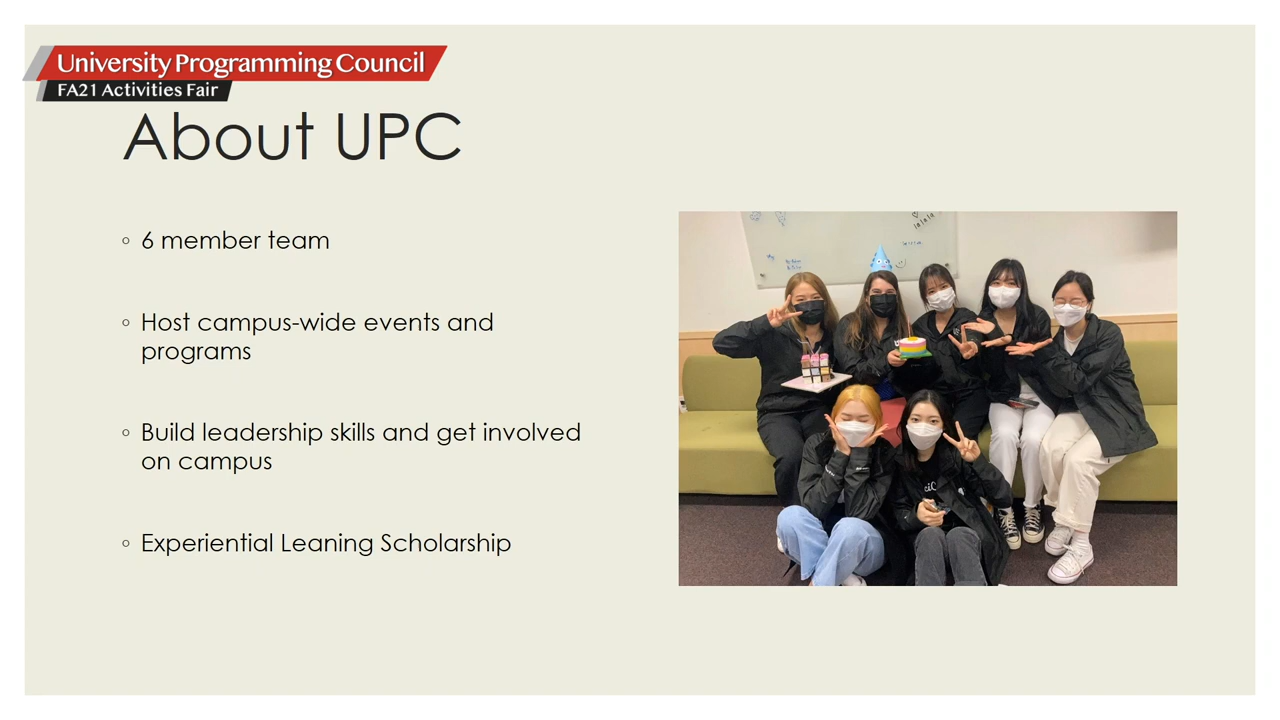 University Programming Council
FA21 Activities Fair
About UPC
6 member team
Host campus-wide events and
programs
Build leadership skills and get involved
on campus
Experiential Leaning Scholarship